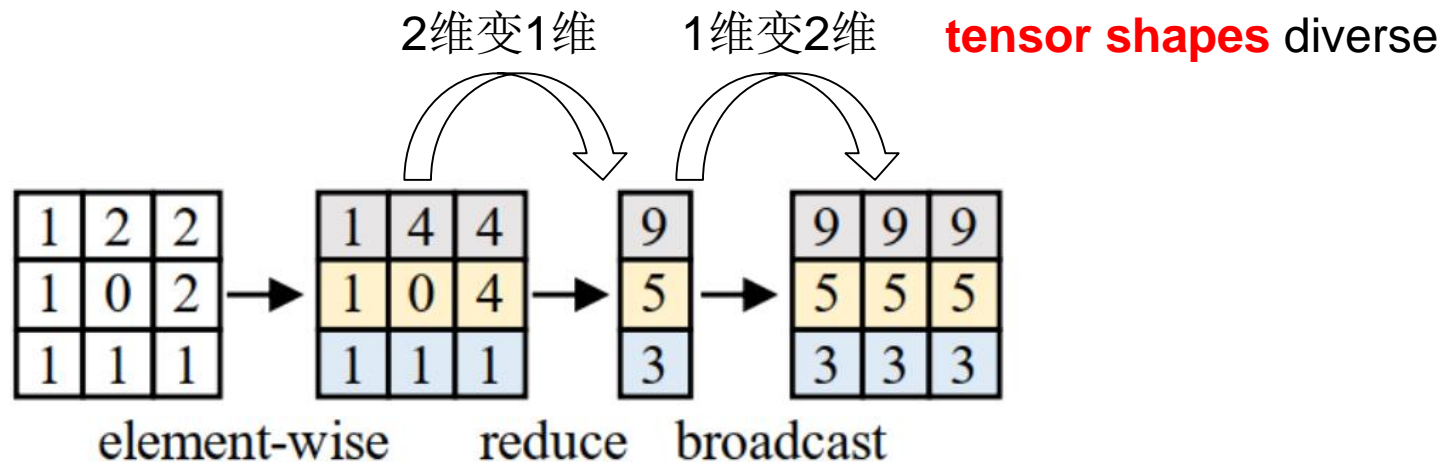 2维变1维 1维变2维 tensor shapes diverse
1 2 2 1 4 4 9 9 9 9
1 0 2 1 0 4 5 5 5 5
1 1 1 1 1 1 3 3 3 3
element-wise reduce broadcast